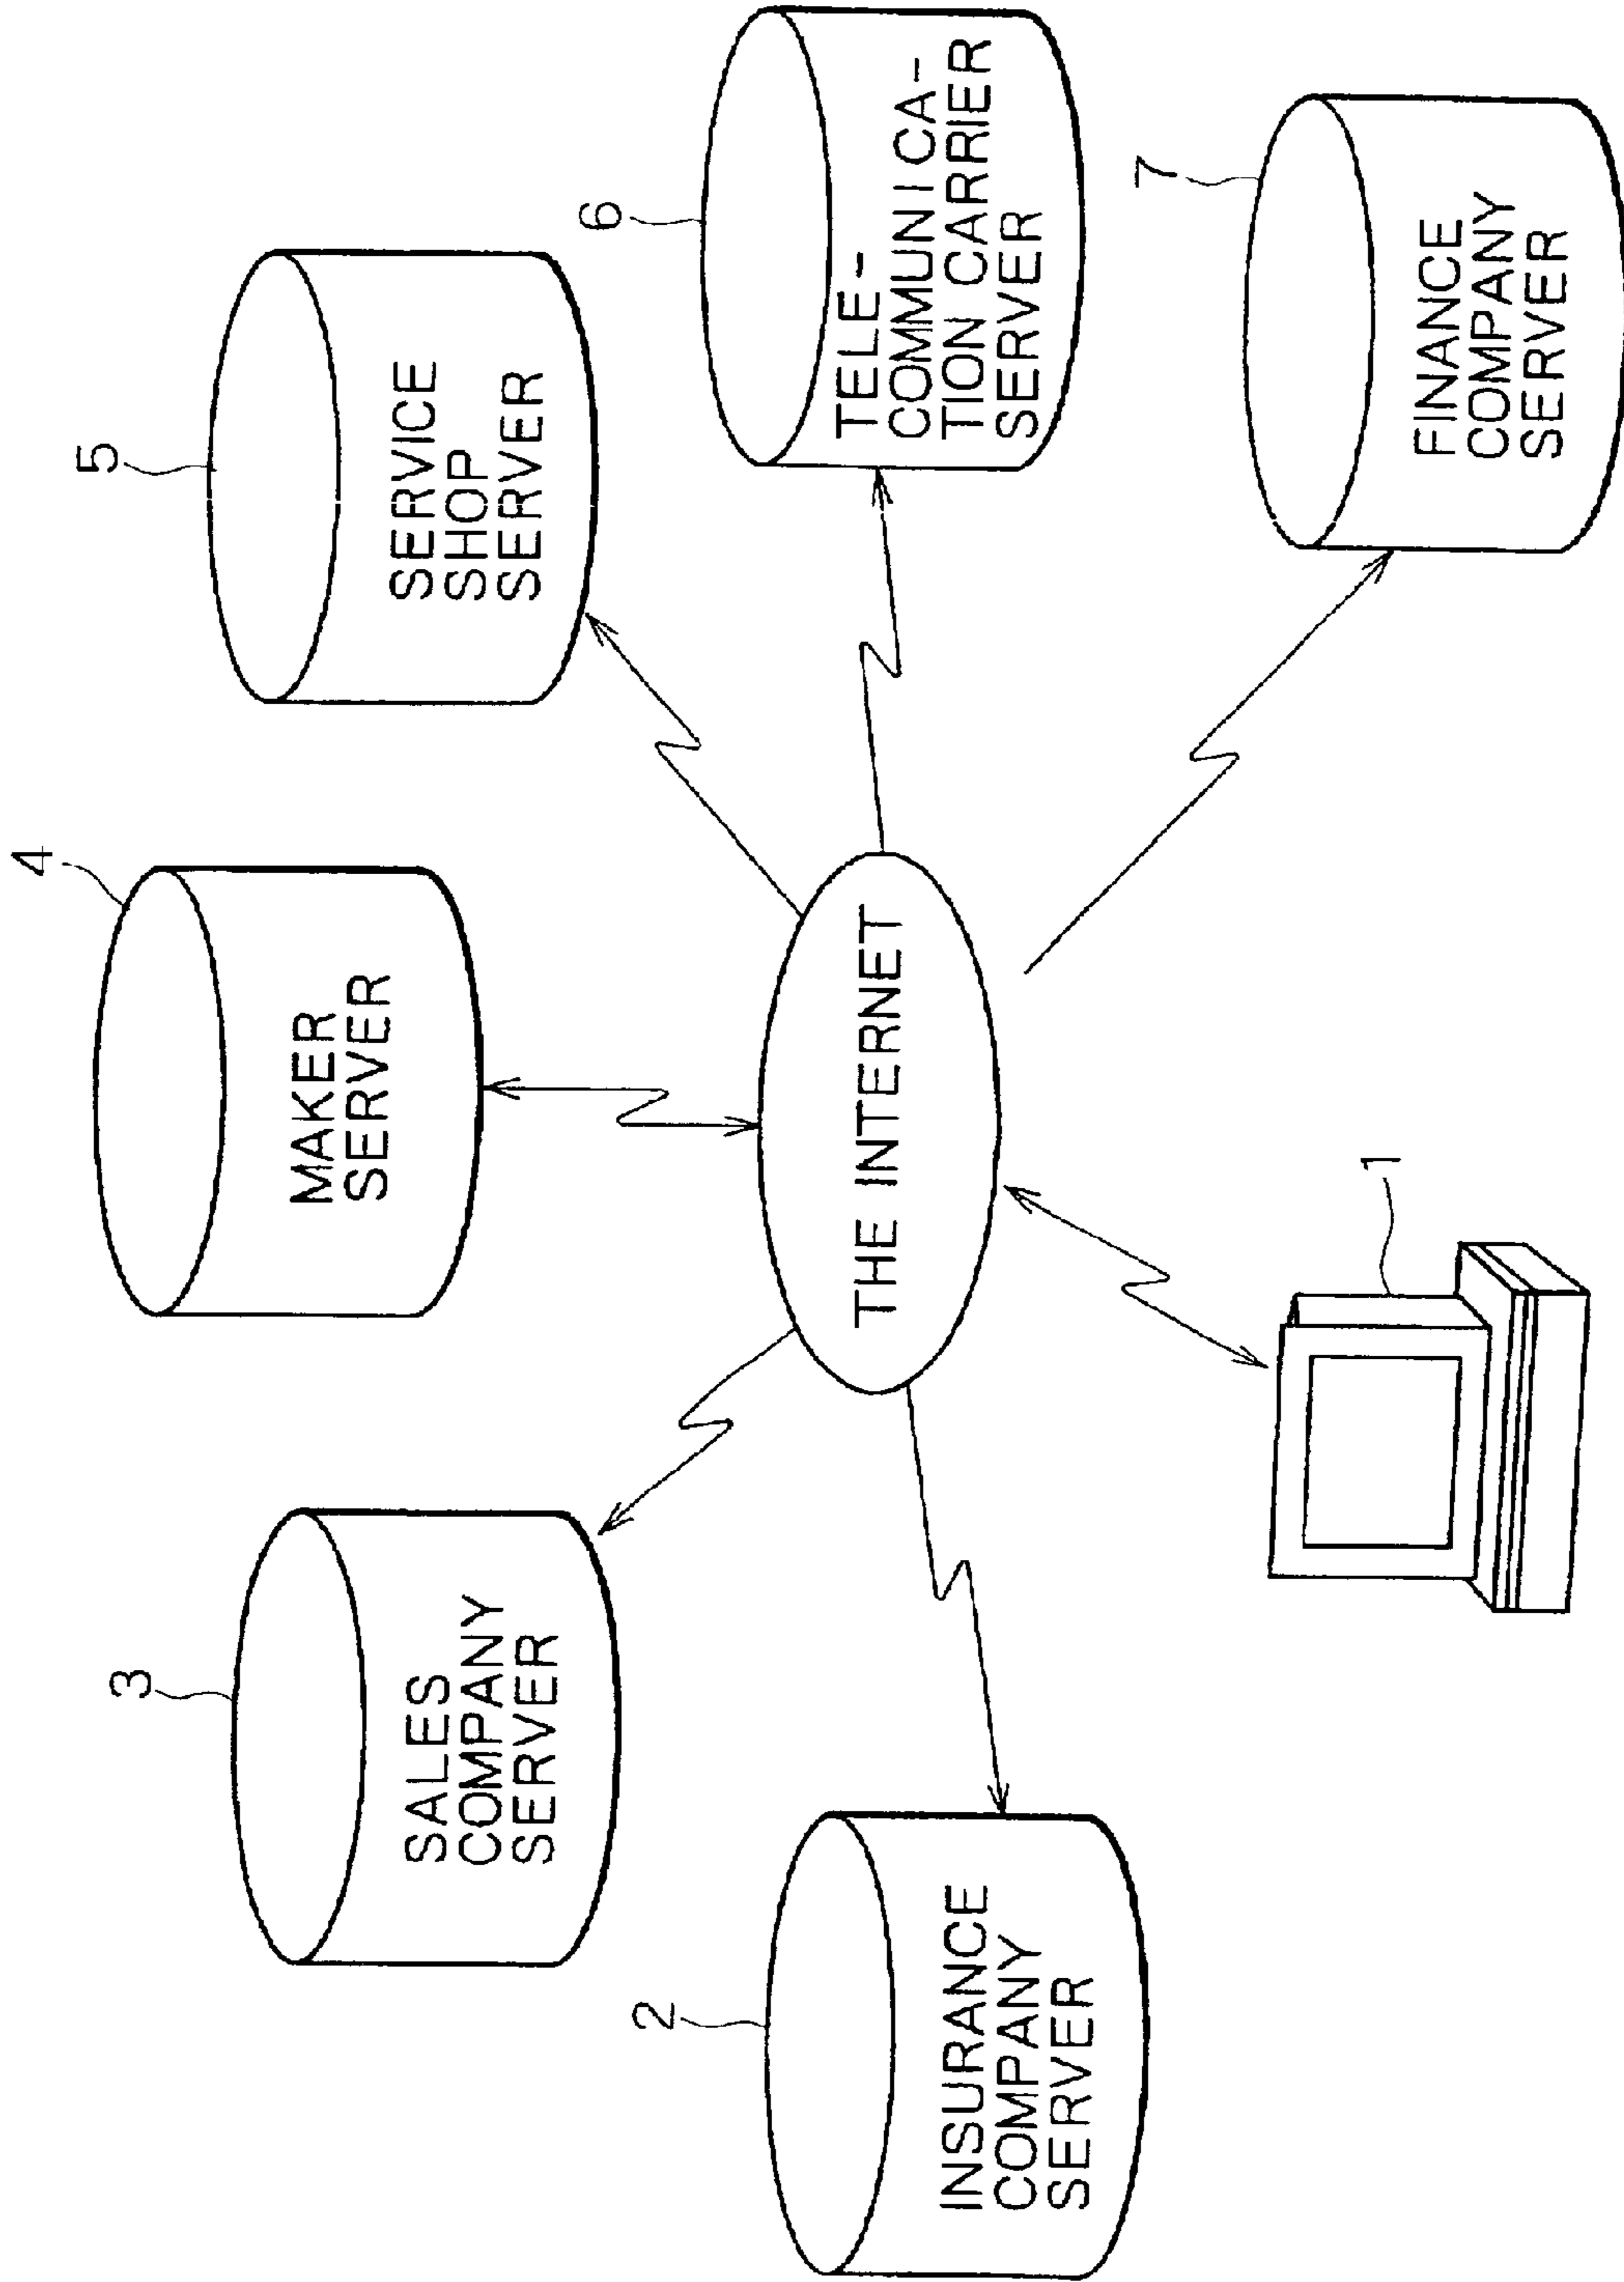 4
MAKER
SERVER
3
SALES
COMPANY
SERVER
5
SERVICE
SHOP
SERVER
2
INSURANCE
COMPANY
SERVER
THE INTERNET
6
TELE-
COMMUNICA-
TION CARRIER
SERVER
1
7
FINANCE
COMPANY
SERVER